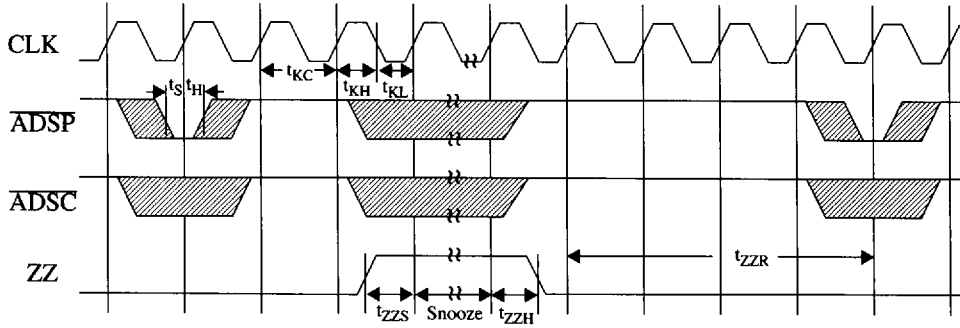 CLK
tKC
tKH
tKL
tS tH
ADSP
ADSC
ZZ
tZZR
tZZS
Snooze
tZZH